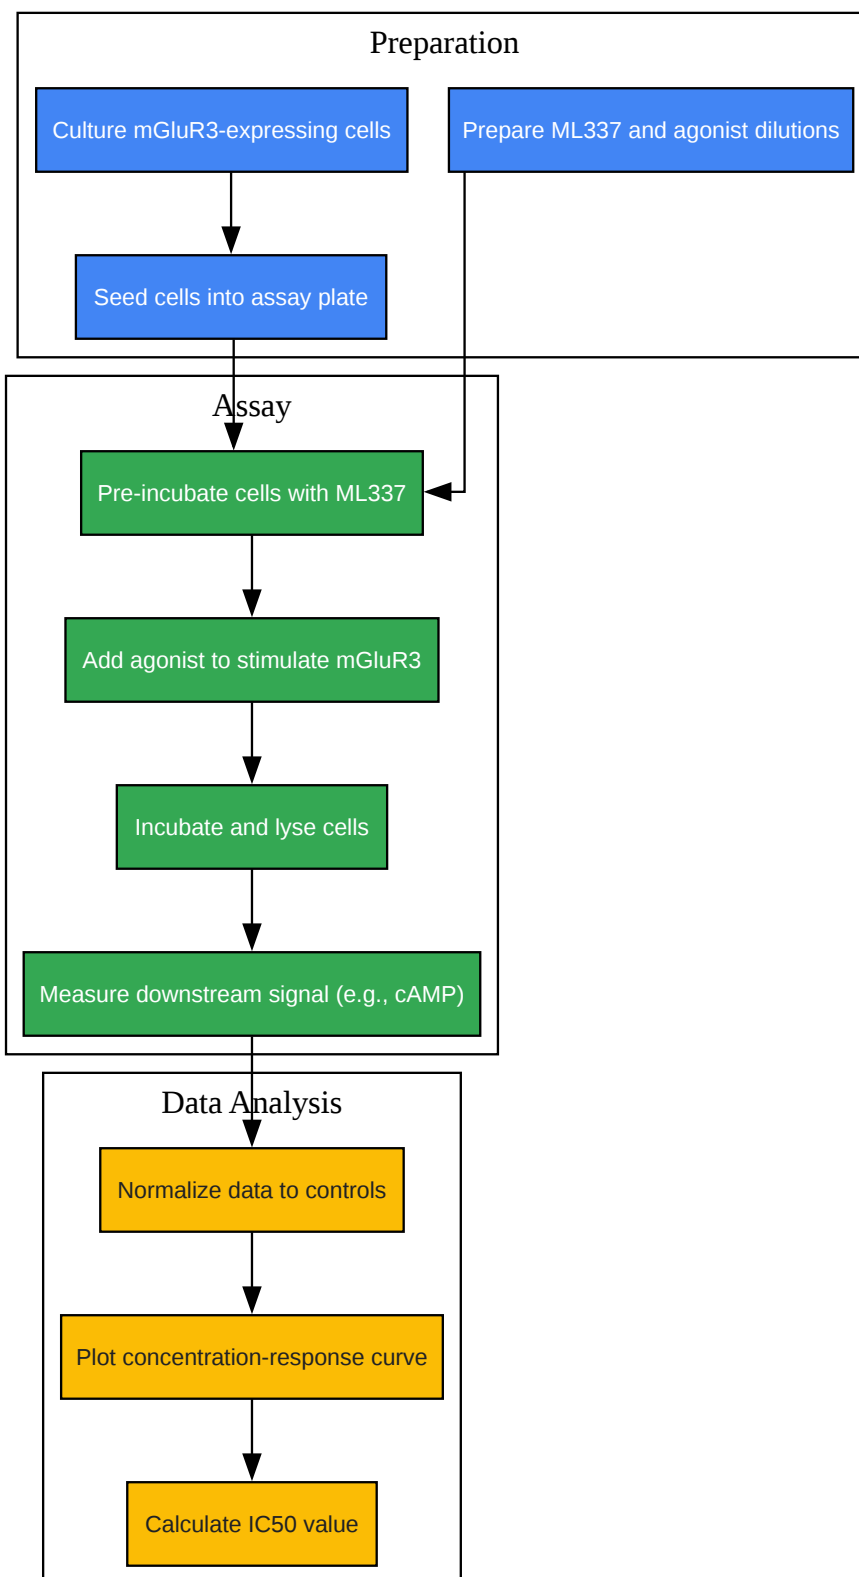 Preparation
Culture mGluR3-expressing cells
Prepare ML337 and agonist dilutions
Seed cells into assay plate
Assay
Pre-incubate cells with ML337
Add agonist to stimulate mGluR3
Incubate and lyse cells
Measure downstream signal (e.g., cAMP)
Data Analysis
Normalize data to controls
Plot concentration-response curve
Calculate IC50 value